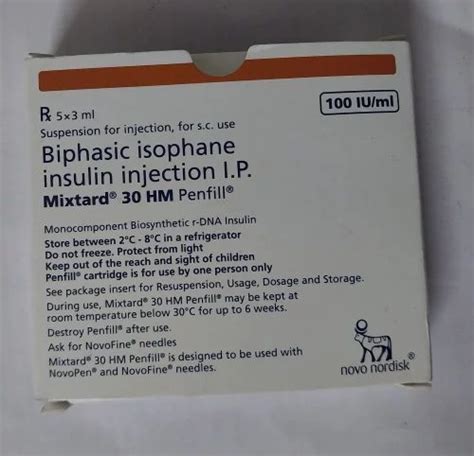 ℞ 5×3 ml
100 IU/ml
Suspension for injection, for s.c. use
Biphasic isophane
insulin injection I.P.
Mixtard® 30 HM Penfill®
Monocomponent Biosynthetic r-DNA Insulin
Store between 2°C - 8°C in a refrigerator
Do not freeze. Protect from light
Keep out of the reach and sight of children
Penfill® cartridge is for use by one person only
See package insert for Resuspension, Usage, Dosage and Storage.
During use, Mixtard® 30 HM Penfill® may be kept at
room temperature below 30°C for up to 6 weeks.
Destroy Penfill® after use.
Ask for NovoFine® needles
Mixtard® 30 HM Penfill® is designed to be used with
NovoPen® and NovoFine® needles.
novo nordisk®